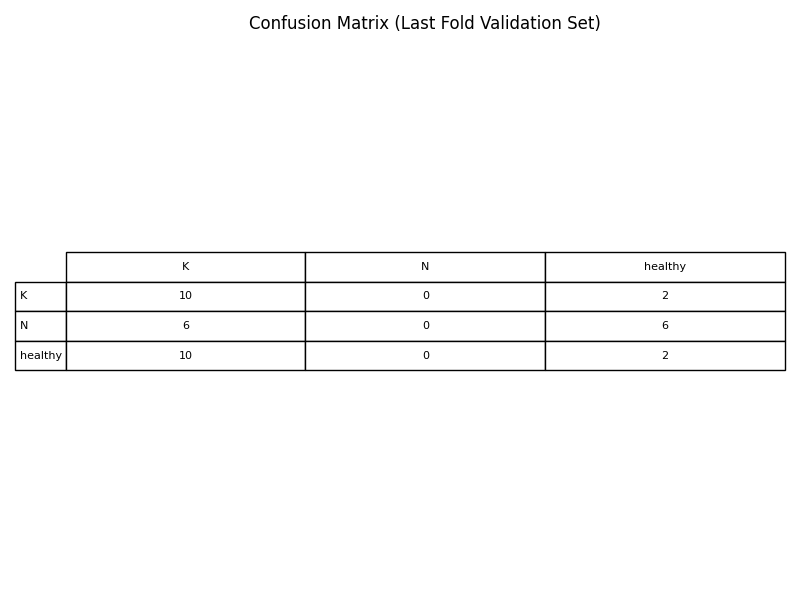 Confusion Matrix (Last Fold Validation Set)
K N healthy
K 10 0 2
N 6 0 6
healthy 10 0 2